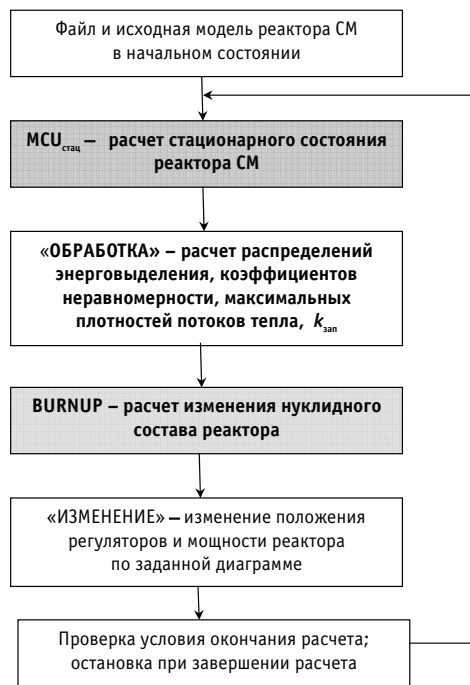 Файл и исходная модель реактора СМ
в начальном состоянии
MCUстац – расчет стационарного состояния
реактора СМ
«ОБРАБОТКА» – расчет распределений
энерговыделения, коэффициентов
неравномерности, максимальных
плотностей потоков тепла, kзап
BURNUP – расчет изменения нуклидного
состава реактора
«ИЗМЕНЕНИЕ» – изменение положения
регуляторов и мощности реактора
по заданной диаграмме
Проверка условия окончания расчета;
остановка при завершении расчета